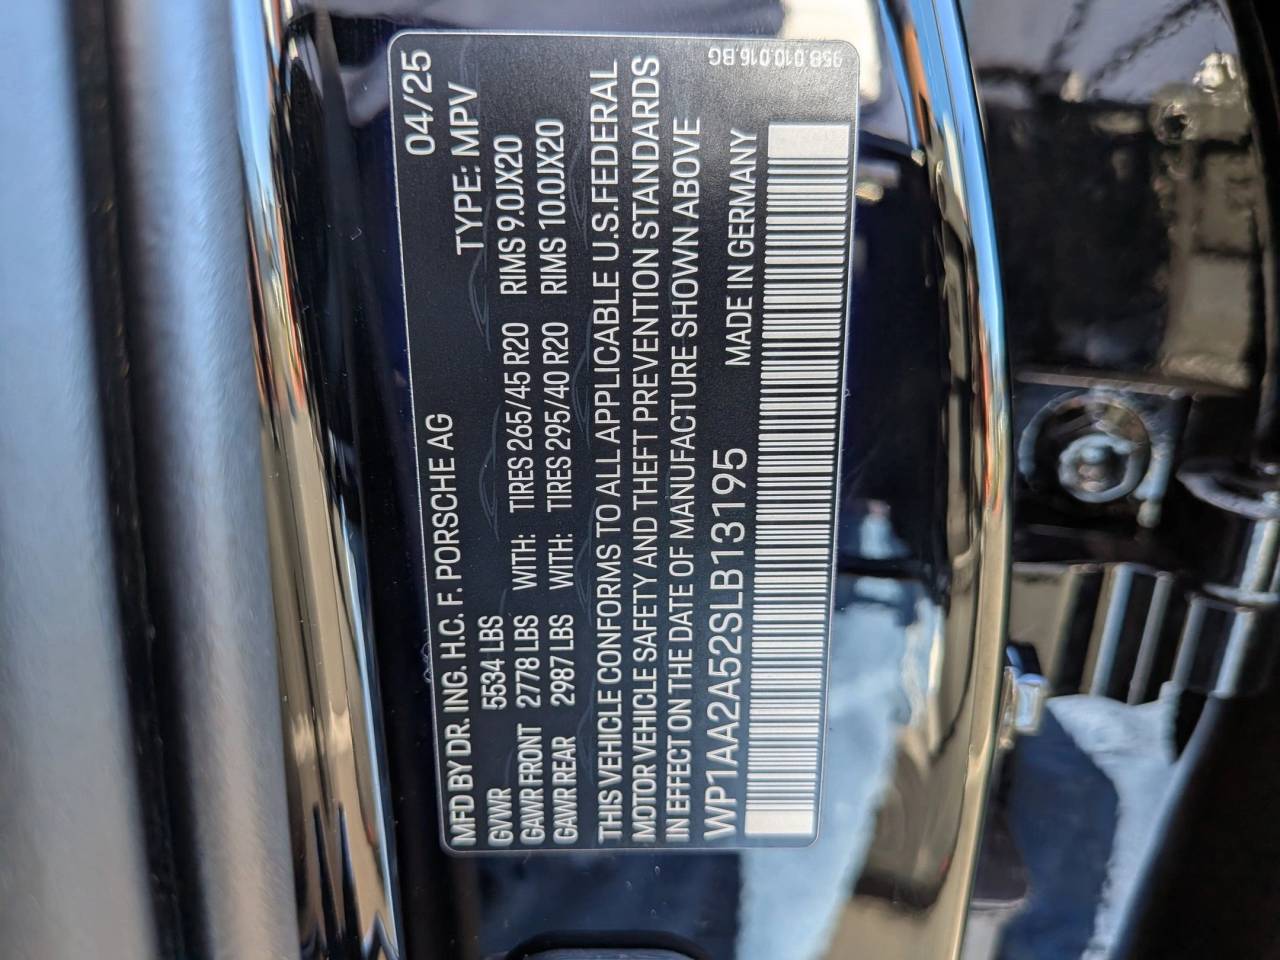 MFD BY DR. ING. H.C. F. PORSCHE AG 04/25
GVWR 5534 LBS TYPE: MPV
GAWR FRONT 2778 LBS WITH: TIRES 265/45 R20 RIMS 9.0JX20
GAWR REAR 2987 LBS WITH: TIRES 295/40 R20 RIMS 10.0JX20
THIS VEHICLE CONFORMS TO ALL APPLICABLE U.S.FEDERAL
MOTOR VEHICLE SAFETY AND THEFT PREVENTION STANDARDS
IN EFFECT ON THE DATE OF MANUFACTURE SHOWN ABOVE
WP1AA2A52SLB13195 MADE IN GERMANY
95B.010.016.BG